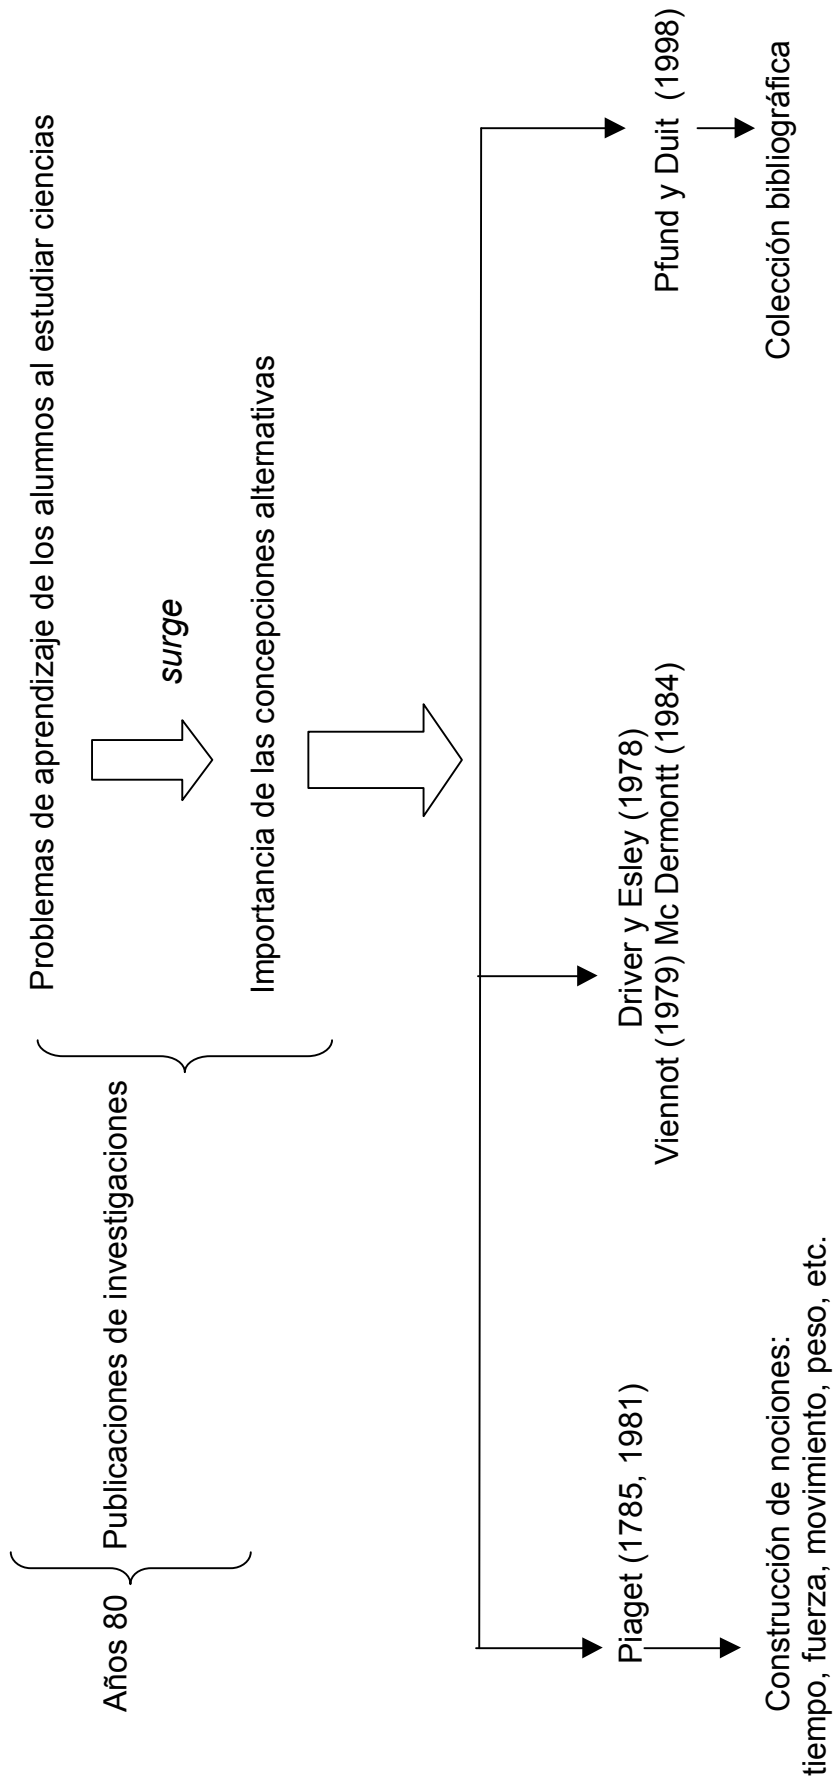 Años 80
Publicaciones de investigaciones
Problemas de aprendizaje de los alumnos al estudiar ciencias
surge
Importancia de las concepciones alternativas
Piaget (1785, 1981)
Construcción de nociones:
tiempo, fuerza, movimiento, peso, etc.
Driver y Esley (1978)
Viennot (1979) Mc Dermontt (1984)
Pfund y Duit (1998)
Colección bibliográfica